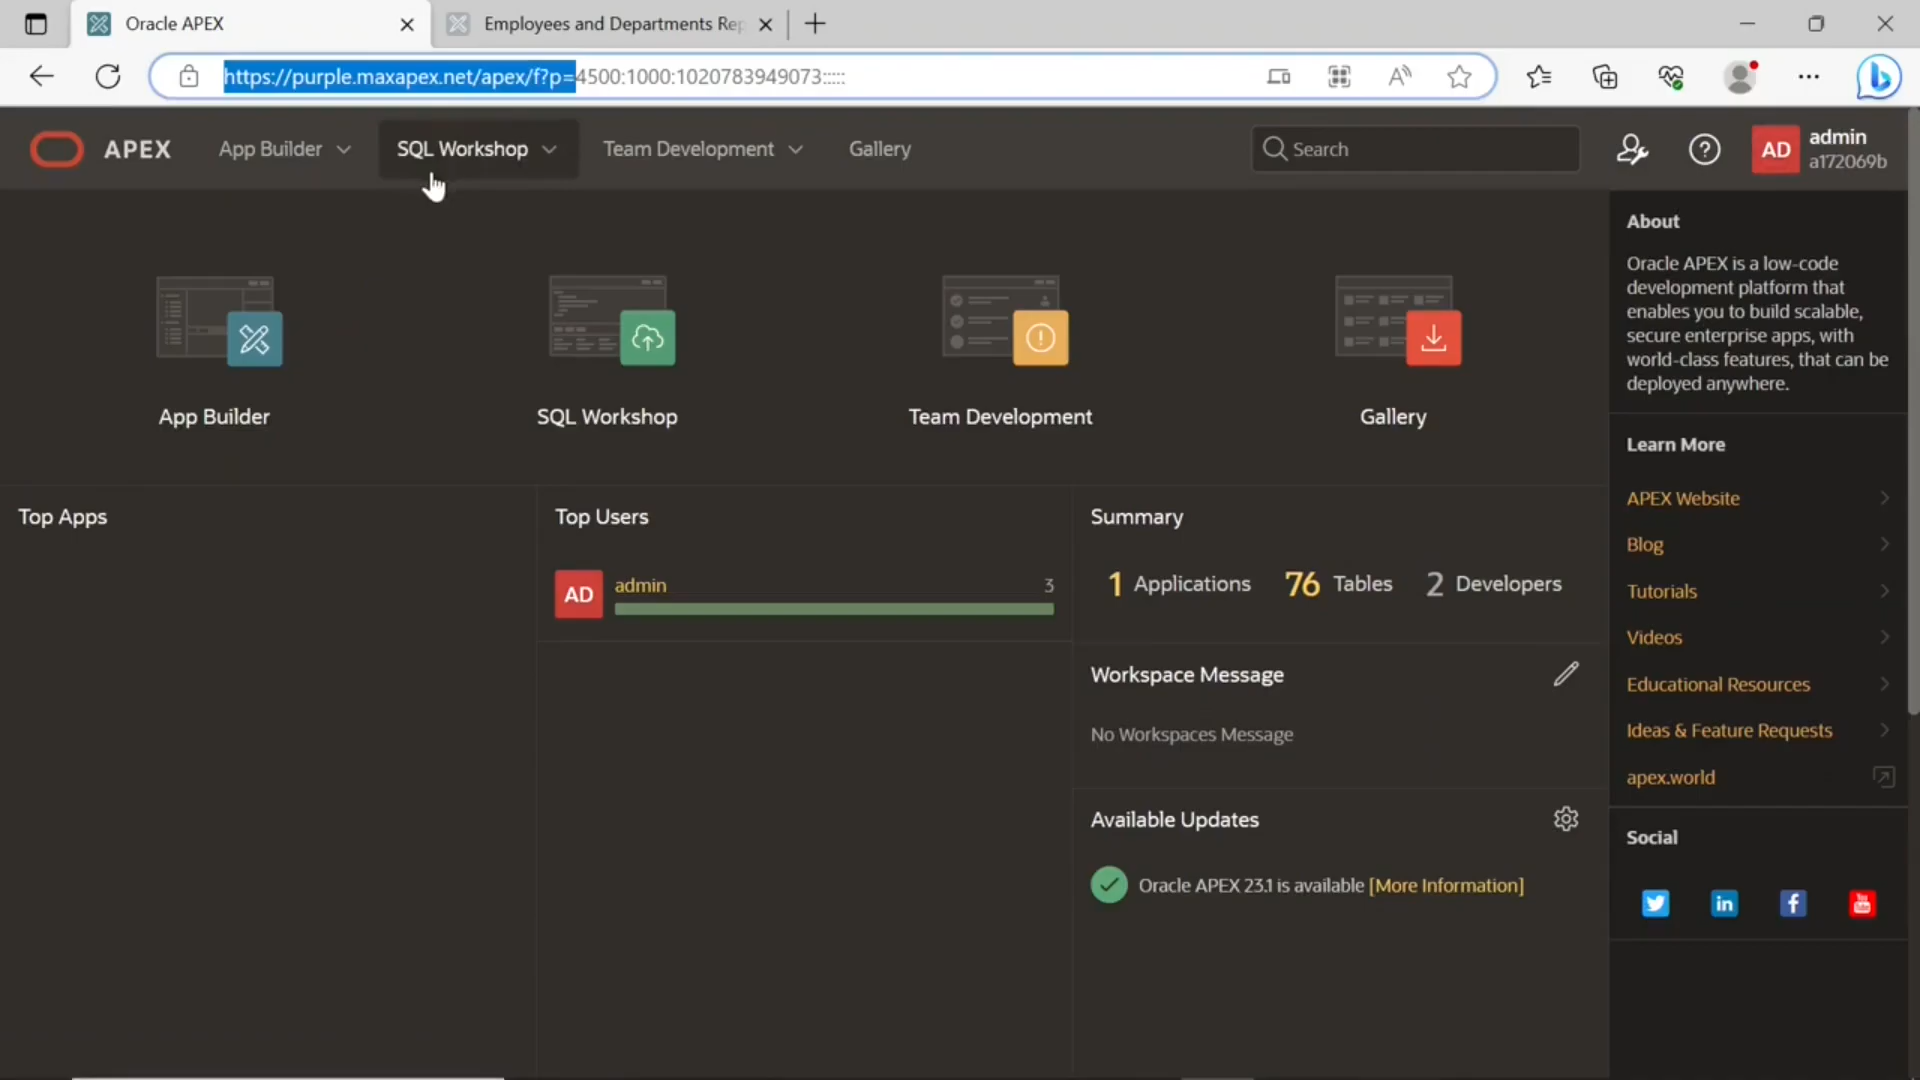 Oracle APEX
Employees and Departments Rep
https://purple.maxapex.net/apex/f?p=4500:1000:1020783949073:::::
APEX
App Builder
SQL Workshop
Team Development
Gallery
Search
AD
admin
a172069b
App Builder
SQL Workshop
Team Development
Gallery
About
Oracle APEX is a low-code
development platform that
enables you to build scalable,
secure enterprise apps, with
world-class features, that can be
deployed anywhere.
Learn More
APEX Website
Blog
Tutorials
Videos
Educational Resources
Ideas & Feature Requests
apex.world
Social
Top Apps
Top Users
AD
admin
3
Summary
1 Applications
76 Tables
2 Developers
Workspace Message
No Workspaces Message
Available Updates
Oracle APEX 23.1 is available [More Information]